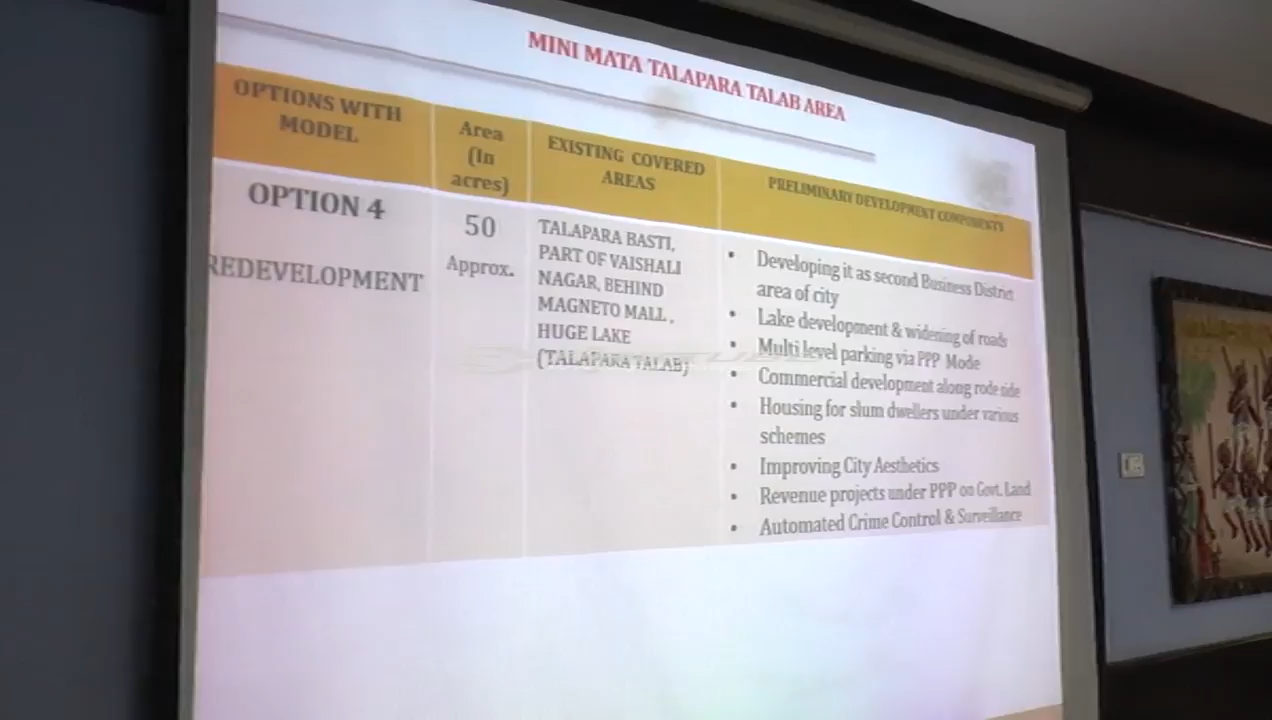 MINI MATA TALAPARA TALAB AREA
OPTIONS WITH
MODEL
Area
(In
acres)
EXISTING COVERED
AREAS
PRELIMINARY DEVELOPMENT COMPONENTS
OPTION 4
REDEVELOPMENT
50
Approx.
TALAPARA BASTI,
PART OF VAISHALI
NAGAR, BEHIND
MAGNETO MALL ,
HUGE LAKE
(TALAPARA TALAB)
• Developing it as second Business District
area of city
• Lake development & widening of roads
• Multi level parking via PPP Mode
• Commercial development along rode side
• Housing for slum dwellers under various
schemes
• Improving City Aesthetics
• Revenue projects under PPP on Govt. Land
• Automated Crime Control & Surveillance